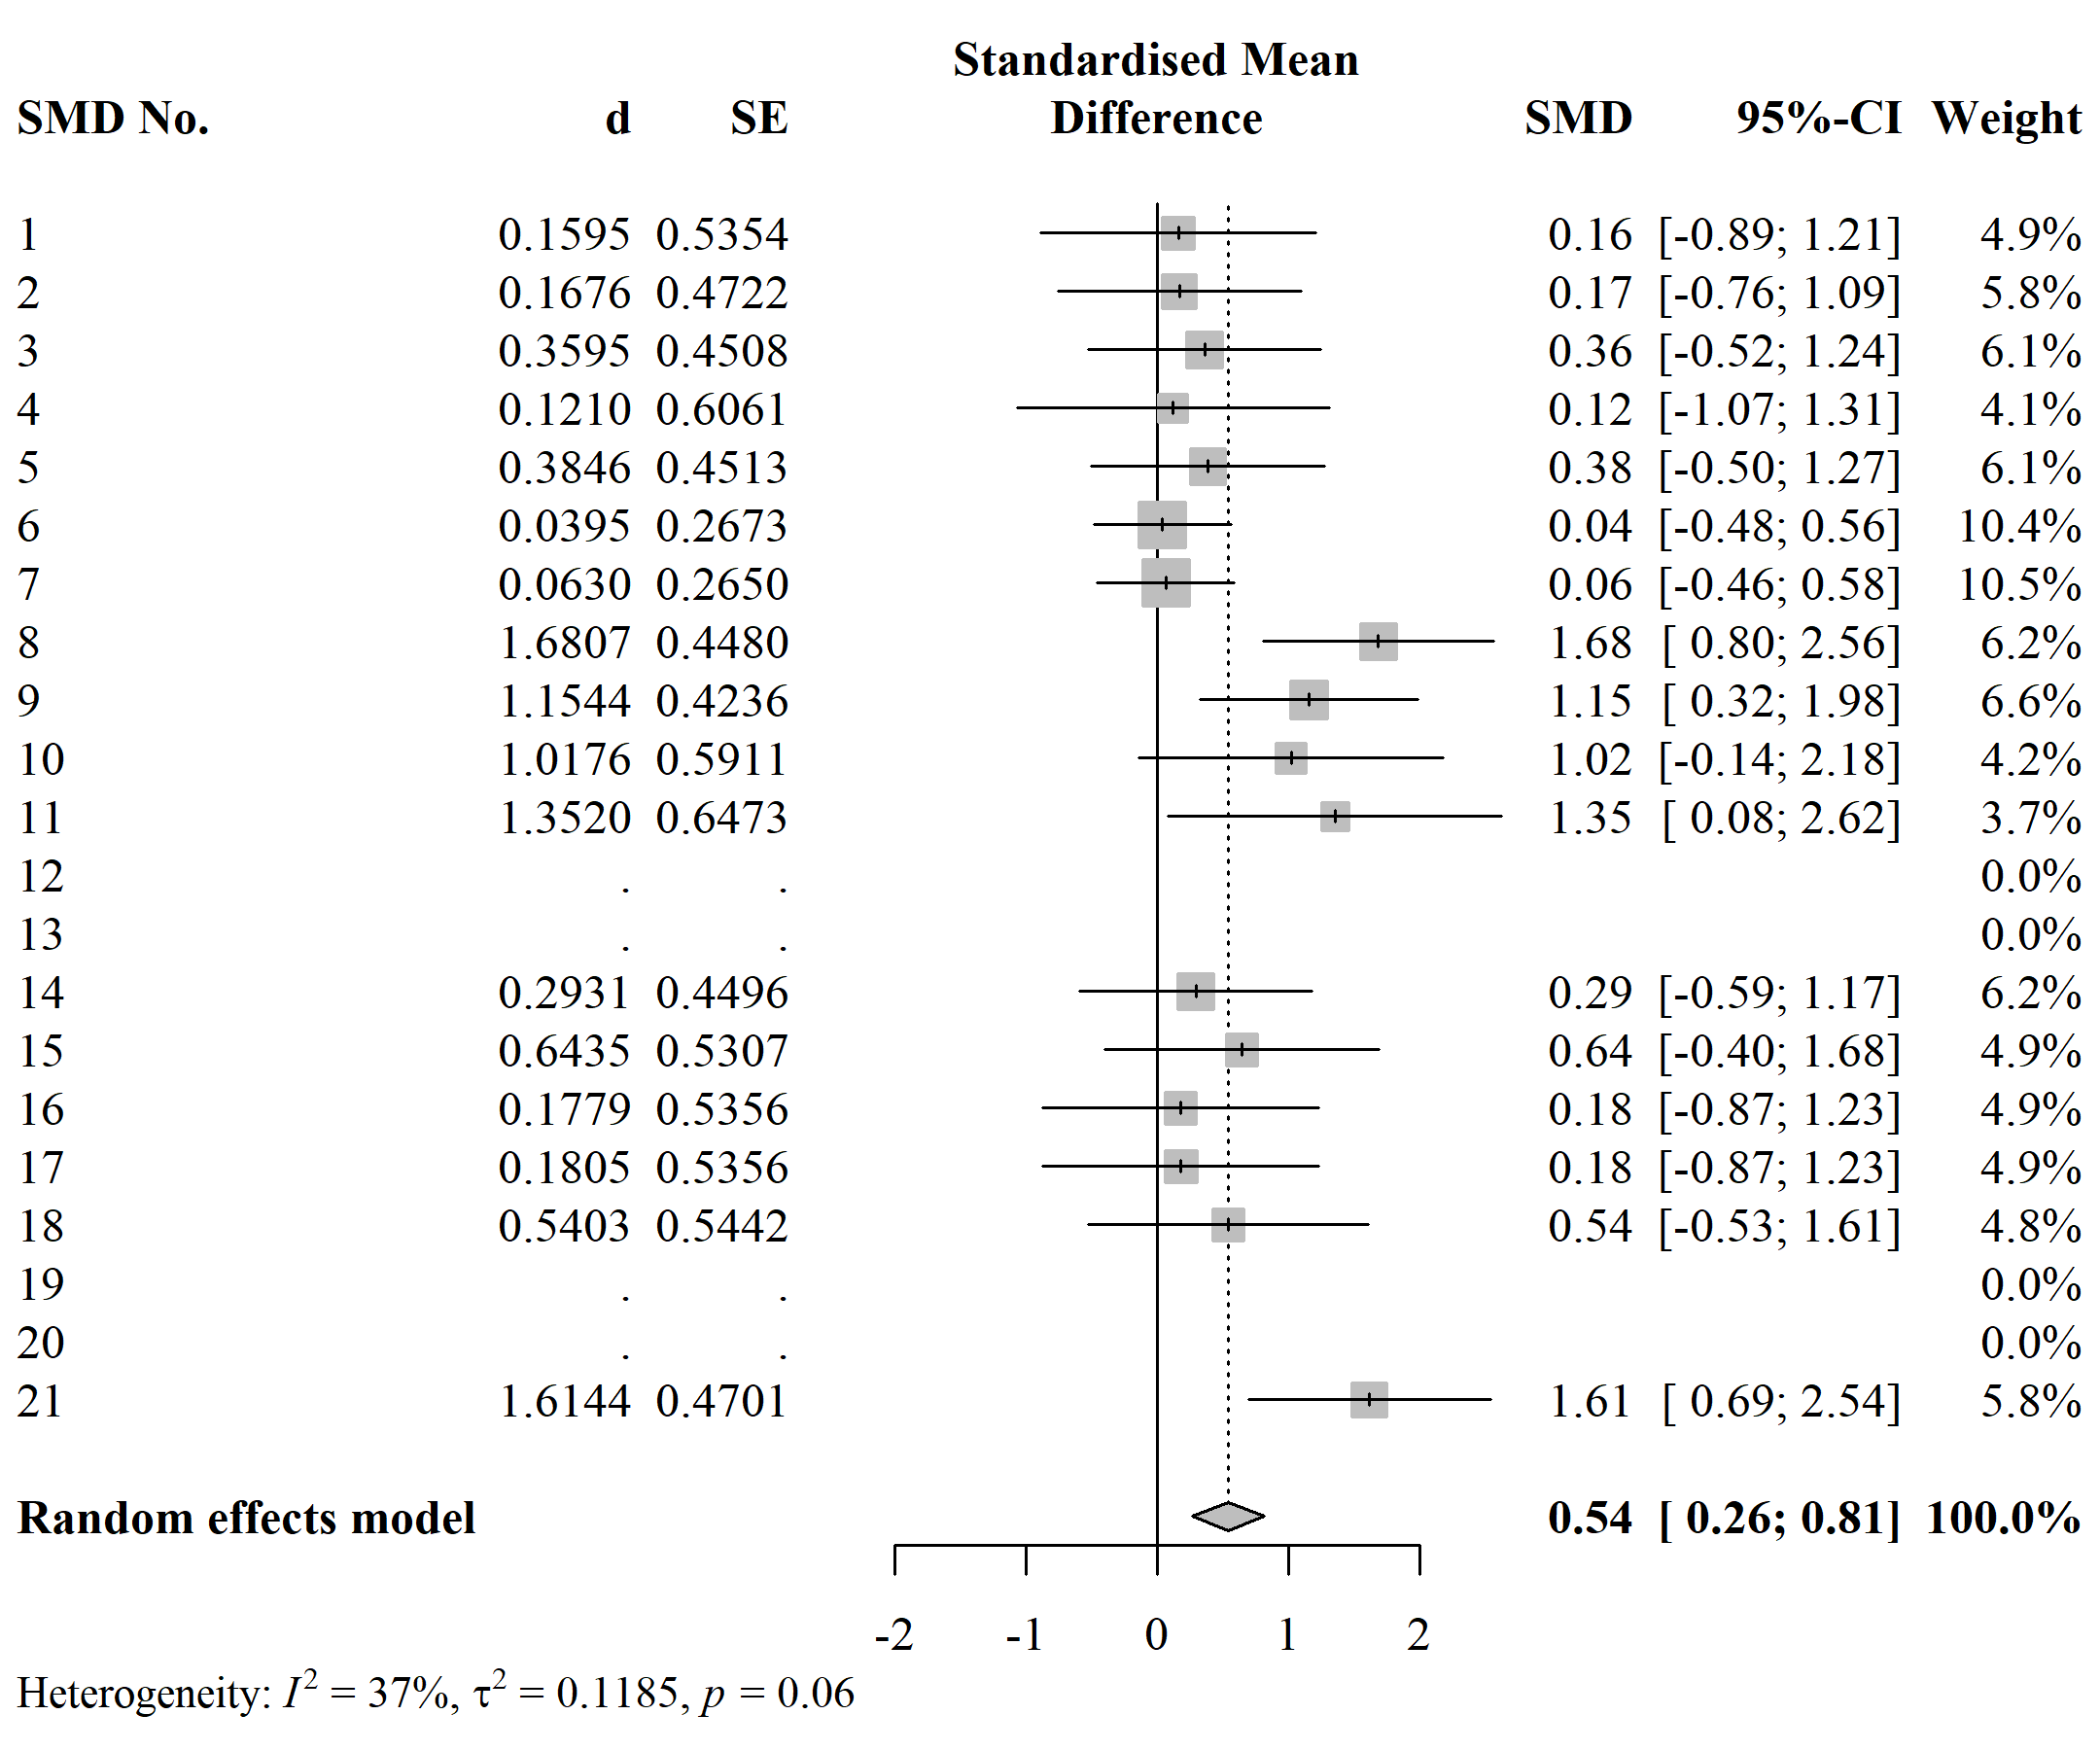 Standardised Mean
SMD No. d SE Difference SMD 95%-CI Weight
1 0.1595 0.5354 0.16 [-0.89; 1.21] 4.9%
2 0.1676 0.4722 0.17 [-0.76; 1.09] 5.8%
3 0.3595 0.4508 0.36 [-0.52; 1.24] 6.1%
4 0.1210 0.6061 0.12 [-1.07; 1.31] 4.1%
5 0.3846 0.4513 0.38 [-0.50; 1.27] 6.1%
6 0.0395 0.2673 0.04 [-0.48; 0.56] 10.4%
7 0.0630 0.2650 0.06 [-0.46; 0.58] 10.5%
8 1.6807 0.4480 1.68 [ 0.80; 2.56] 6.2%
9 1.1544 0.4236 1.15 [ 0.32; 1.98] 6.6%
10 1.0176 0.5911 1.02 [-0.14; 2.18] 4.2%
11 1.3520 0.6473 1.35 [ 0.08; 2.62] 3.7%
12 . . 0.0%
13 . . 0.0%
14 0.2931 0.4496 0.29 [-0.59; 1.17] 6.2%
15 0.6435 0.5307 0.64 [-0.40; 1.68] 4.9%
16 0.1779 0.5356 0.18 [-0.87; 1.23] 4.9%
17 0.1805 0.5356 0.18 [-0.87; 1.23] 4.9%
18 0.5403 0.5442 0.54 [-0.53; 1.61] 4.8%
19 . . 0.0%
20 . . 0.0%
21 1.6144 0.4701 1.61 [ 0.69; 2.54] 5.8%
Random effects model 0.54 [ 0.26; 0.81] 100.0%
-2 -1 0 1 2
Heterogeneity: I² = 37%, τ² = 0.1185, p = 0.06